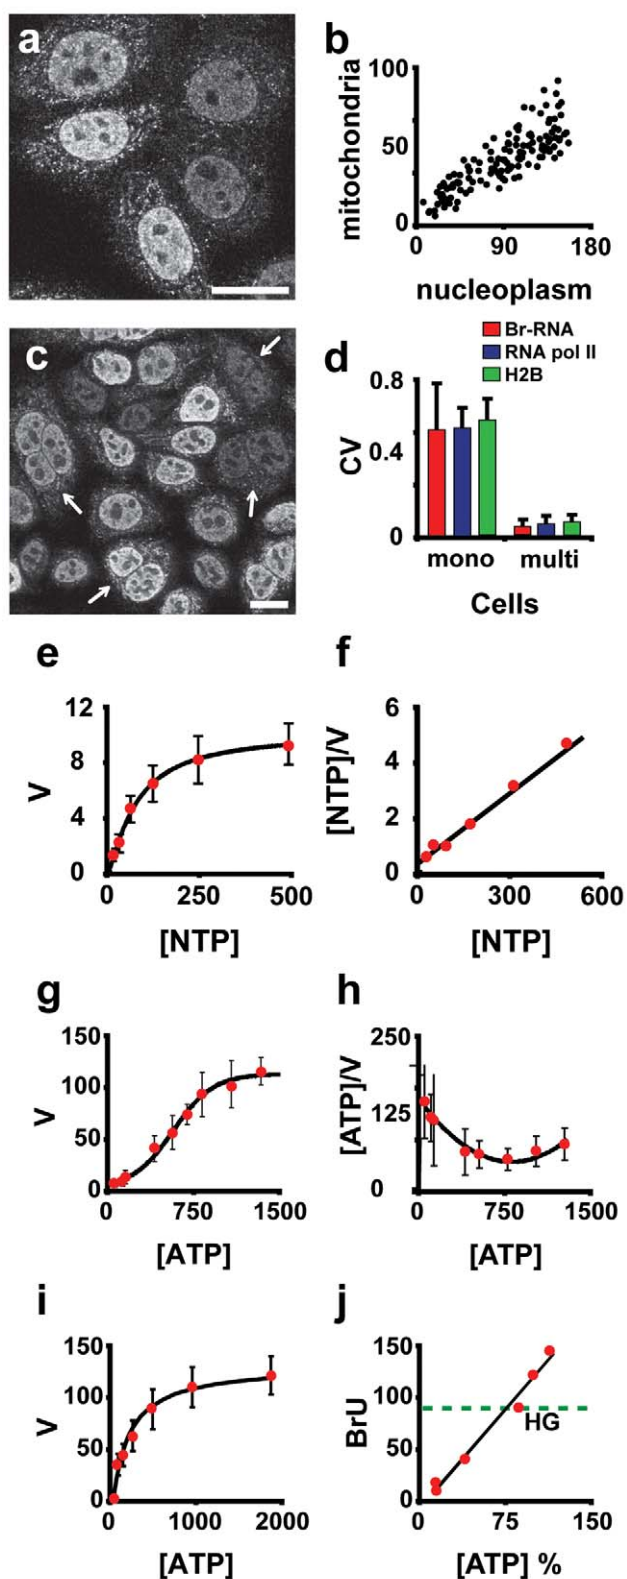 a
b
mitochondria
100
50
0
0
90
180
nucleoplasm
c
d
Br-RNA
RNA pol II
H2B
CV
0.8
0.4
0
mono
multi
Cells
e
V
12
8
4
0
0
250
500
[NTP]
f
[NTP]/V
6
4
2
0
0
300
600
[NTP]
g
V
150
100
50
0
0
750
1500
[ATP]
h
[ATP]/V
250
125
0
0
750
1500
[ATP]
i
V
150
100
50
0
0
1000
2000
[ATP]
j
BrU
150
100
50
0
HG
0
75
150
[ATP] %